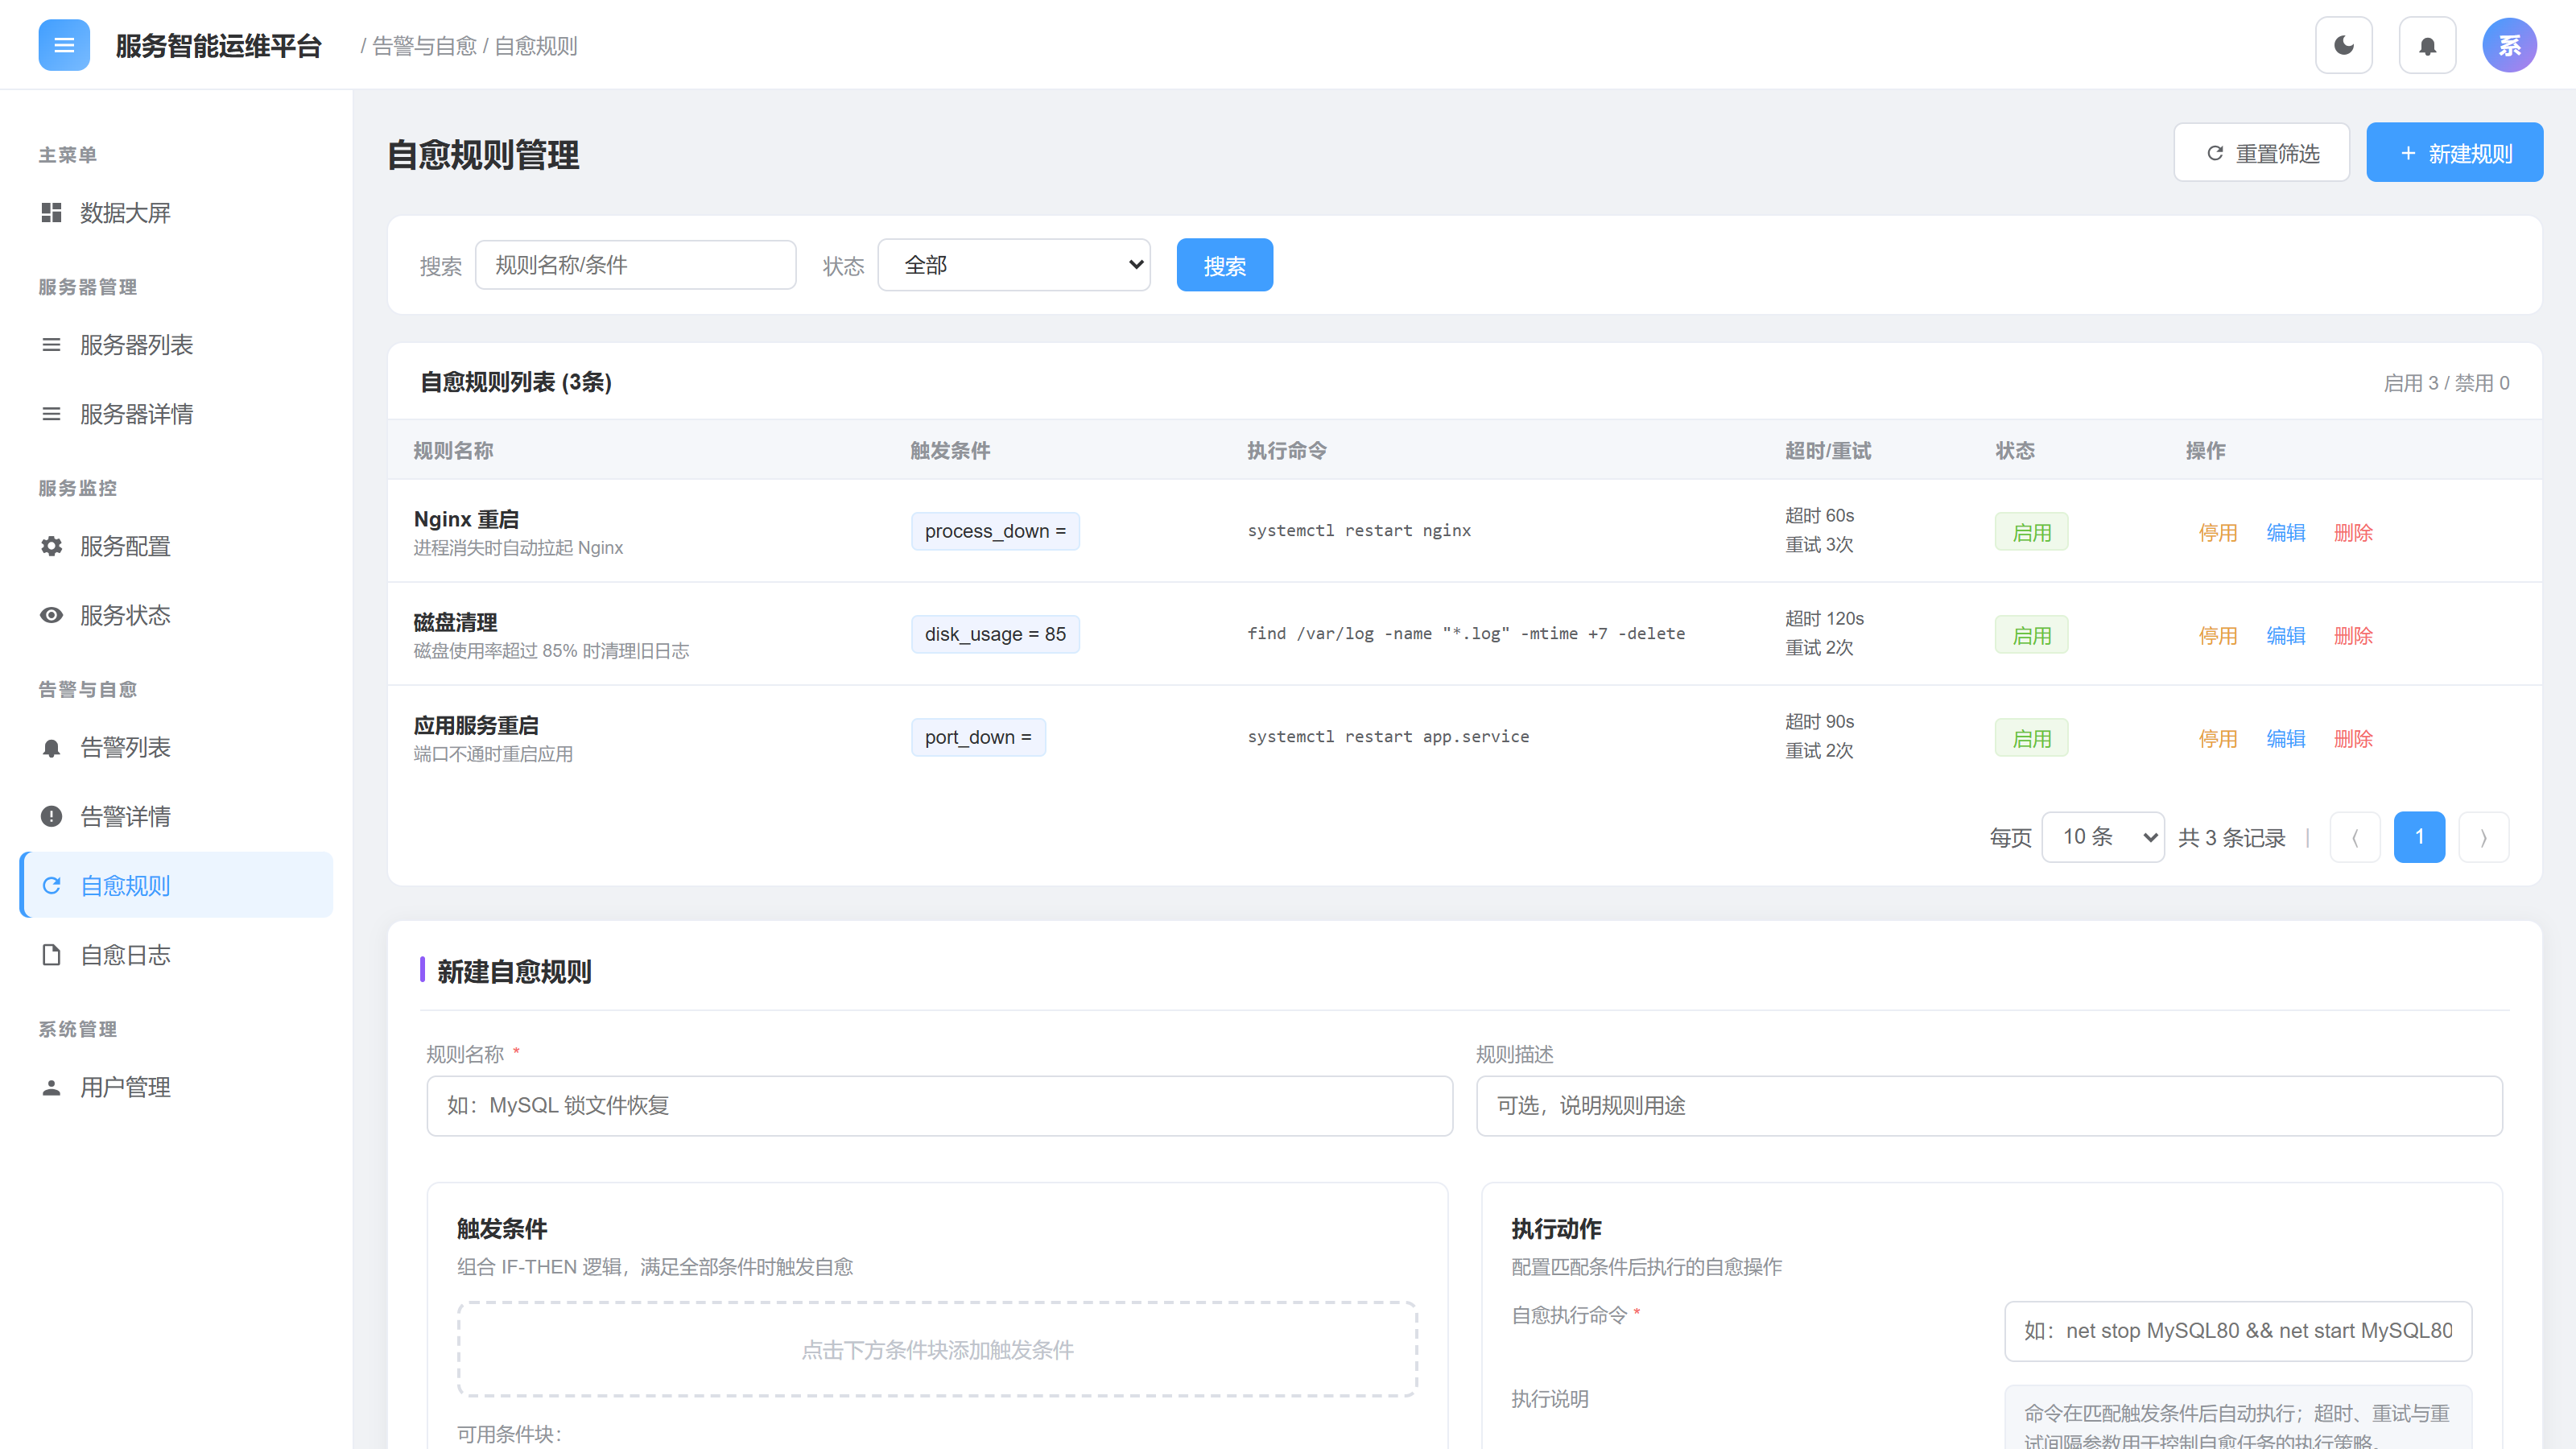 服务智能运维平台
/ 告警与自愈 / 自愈规则
系
主菜单
数据大屏
服务器管理
服务器列表
服务器详情
服务监控
服务配置
服务状态
告警与自愈
告警列表
告警详情
自愈规则
自愈日志
系统管理
用户管理
自愈规则管理
重置筛选
+ 新建规则
搜索 规则名称/条件 状态 全部 搜索
自愈规则列表 (3条)
启用 3 / 禁用 0
规则名称 触发条件 执行命令 超时/重试 状态 操作
Nginx 重启
进程消失时自动拉起 Nginx
process_down =
systemctl restart nginx
超时 60s
重试 3次
启用
停用 编辑 删除
磁盘清理
磁盘使用率超过 85% 时清理旧日志
disk_usage = 85
find /var/log -name "*.log" -mtime +7 -delete
超时 120s
重试 2次
启用
停用 编辑 删除
应用服务重启
端口不通时重启应用
port_down =
systemctl restart app.service
超时 90s
重试 2次
启用
停用 编辑 删除
每页 10 条 共 3 条记录 | 〈 1 〉
新建自愈规则
规则名称 *
如：MySQL 锁文件恢复
规则描述
可选，说明规则用途
触发条件
组合 IF-THEN 逻辑，满足全部条件时触发自愈
点击下方条件块添加触发条件
可用条件块：
执行动作
配置匹配条件后执行的自愈操作
自愈执行命令 *
如：net stop MySQL80 && net start MySQL80
执行说明
命令在匹配触发条件后自动执行；超时、重试与重
试间隔参数用于控制自愈任务的执行策略。